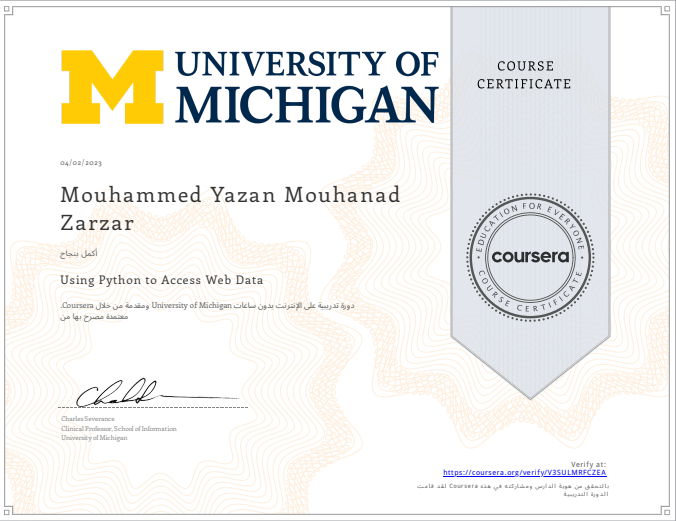 UNIVERSITY OF
MICHIGAN
COURSE
CERTIFICATE
04/02/2023
Mouhammed Yazan Mouhanad
Zarzar
أكمل بنجاح
Using Python to Access Web Data
دورة تدريبية على الإنترنت بدون ساعات University of Michigan ومقدمة من خلال Coursera.
معتمدة مصرح بها من
EDUCATION FOR EVERYONE
coursera
COURSE CERTIFICATE
Charles Severance
Clinical Professor, School of Information
University of Michigan
Verify at:
https://coursera.org/verify/V3SULMRFCZEA
بالتحقق من هوية الدارس ومشاركته في هذه Coursera لقد قامت
الدورة التدريبية